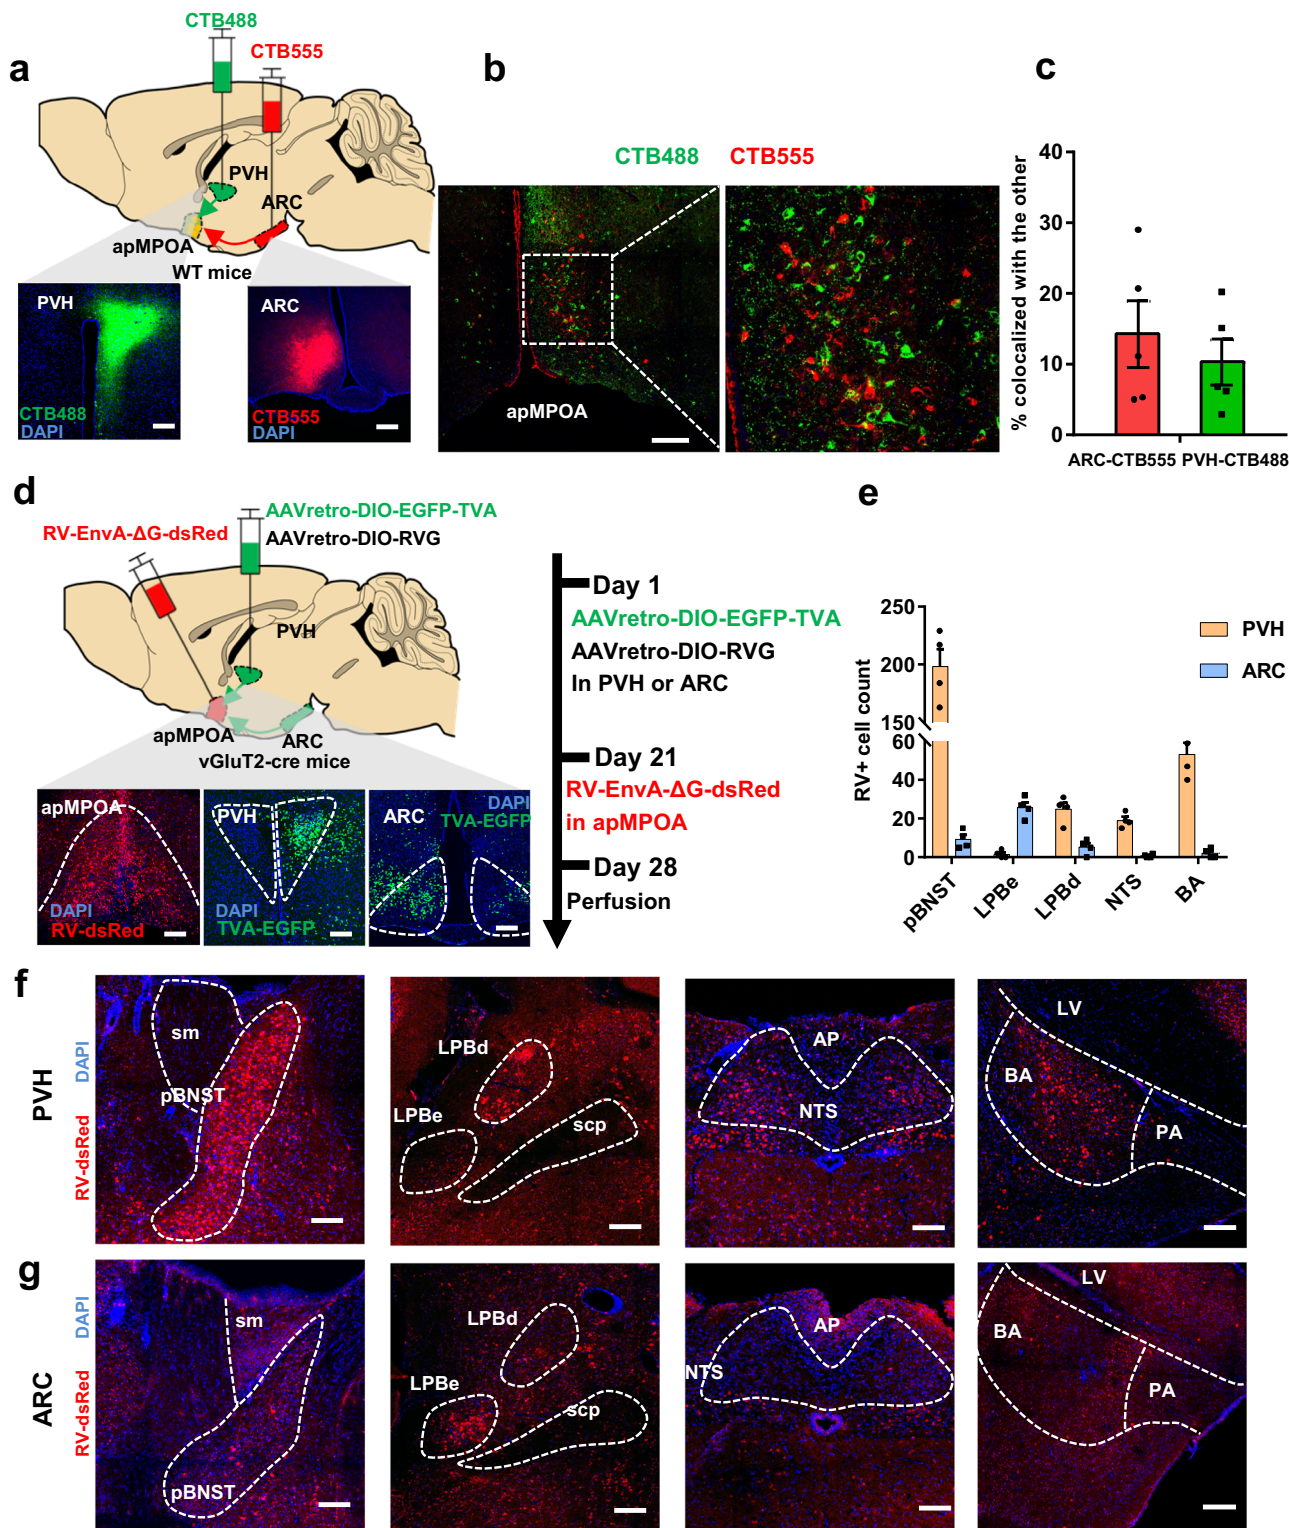 a
CTB488
CTB555
PVH
ARC
apMPOA
WT mice
PVH
CTB488
DAPI
ARC
CTB555
DAPI
b
CTB488 CTB555
apMPOA
c
% colocalized with the other
40
30
20
10
0
ARC-CTB555 PVH-CTB488
d
AAVretro-DIO-EGFP-TVA
RV-EnvA-ΔG-dsRed
AAVretro-DIO-RVG
PVH
apMPOA
ARC
vGluT2-cre mice
apMPOA
DAPI
RV-dsRed
PVH
DAPI
TVA-EGFP
ARC
DAPI
TVA-EGFP
Day 1
AAVretro-DIO-EGFP-TVA
AAVretro-DIO-RVG
In PVH or ARC
Day 21
RV-EnvA-ΔG-dsRed
in apMPOA
Day 28
Perfusion
e
RV+ cell count
250
200
150
60
40
20
0
pBNST
LPBe
LPBd
NTS
BA
PVH
ARC
f
PVH
RV-dsRed DAPI
sm
pBNST
LPBd
LPBe
scp
AP
NTS
LV
BA
PA
g
ARC
RV-dsRed DAPI
sm
pBNST
LPBd
LPBe
scp
AP
NTS
LV
BA
PA